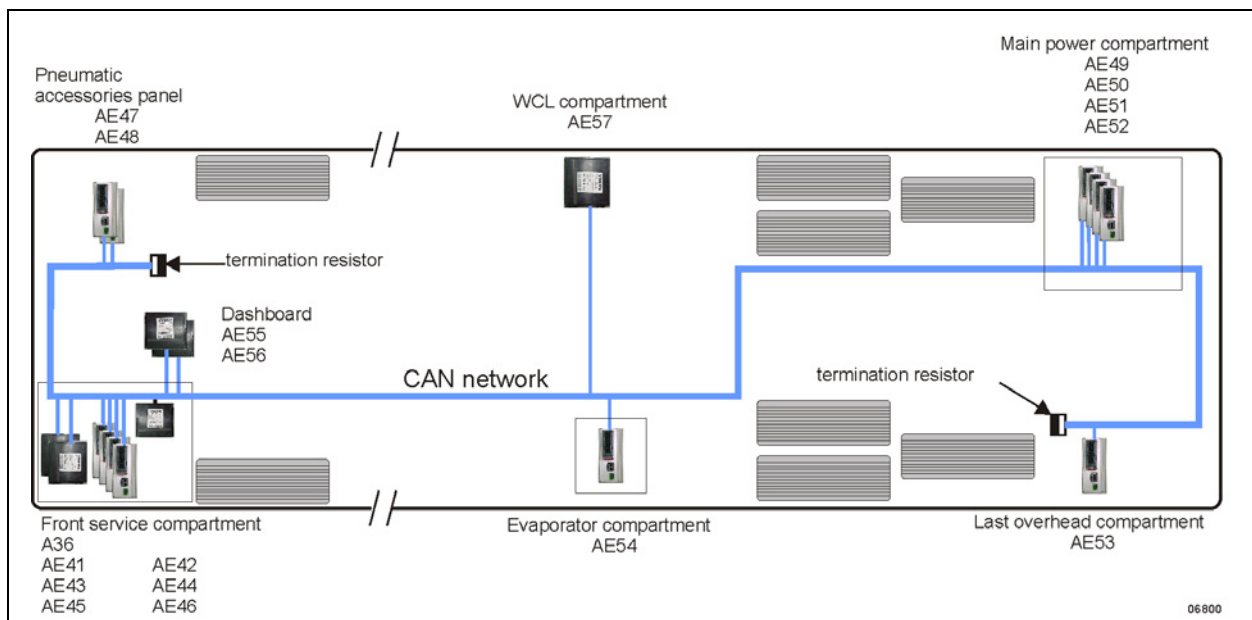 Main power compartment
AE49
AE50
AE51
AE52
Pneumatic
accessories panel
AE47
AE48
WCL compartment
AE57
termination resistor
Dashboard
AE55
AE56
CAN network
termination resistor
Front service compartment
A36
AE41 AE42
AE43 AE44
AE45 AE46
Evaporator compartment
AE54
Last overhead compartment
AE53
06800